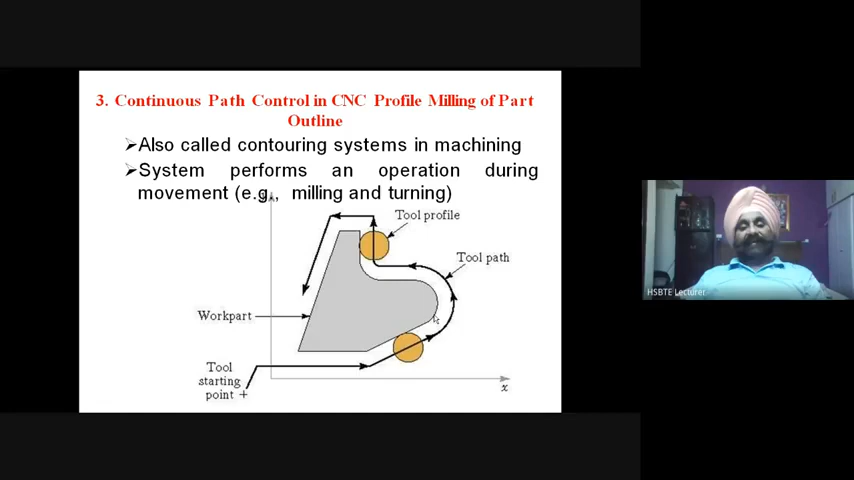 3. Continuous Path Control in CNC Profile Milling of Part
Outline
➢Also called contouring systems in machining
➢System performs an operation during
movement (e.g., milling and turning)
Tool profile
Tool path
Workpart
Tool
starting
point +
x
HSBTE Lecturer